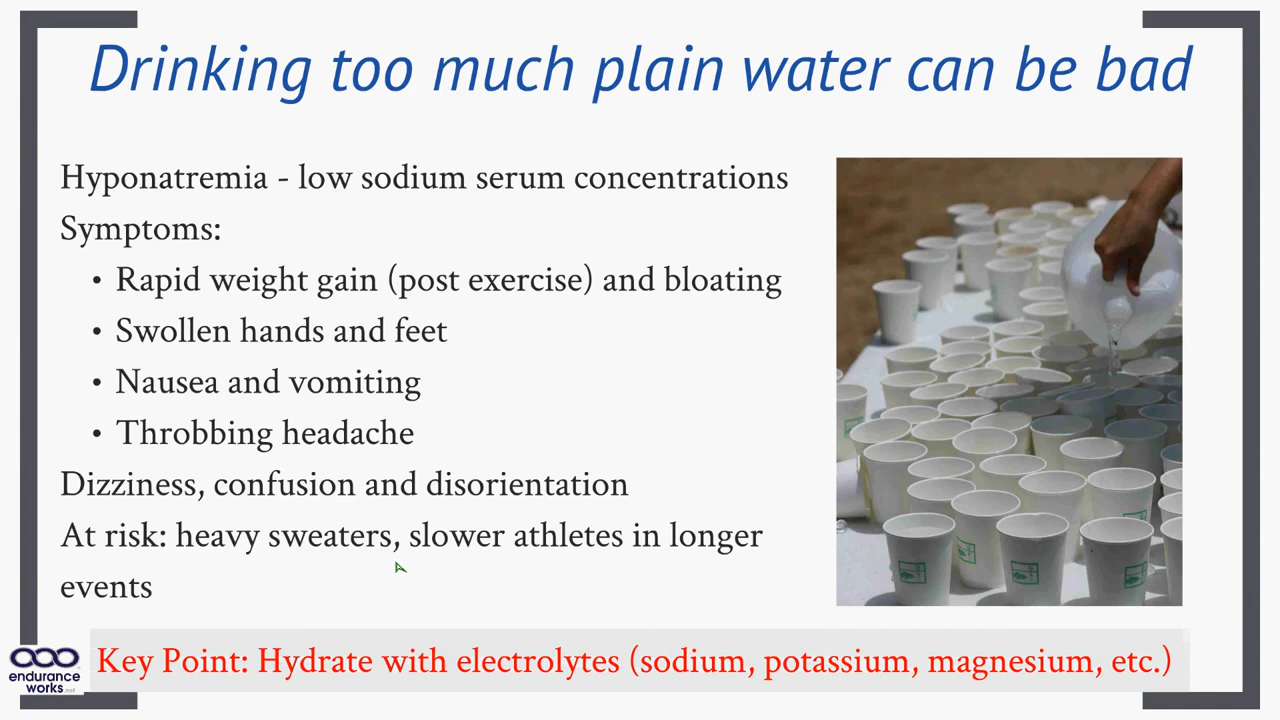 Drinking too much plain water can be bad
Hyponatremia - low sodium serum concentrations
Symptoms:
• Rapid weight gain (post exercise) and bloating
• Swollen hands and feet
• Nausea and vomiting
• Throbbing headache
Dizziness, confusion and disorientation
At risk: heavy sweaters, slower athletes in longer
events
Key Point: Hydrate with electrolytes (sodium, potassium, magnesium, etc.)
endurance
works.net